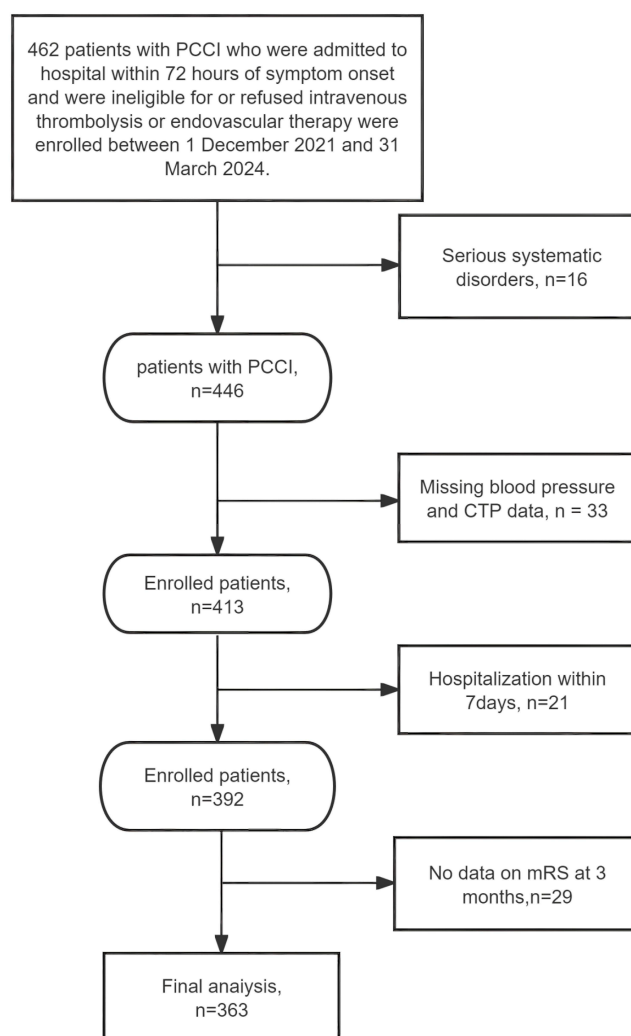 462 patients with PCCI who were admitted to
hospital within 72 hours of symptom onset
and were ineligible for or refused intravenous
thrombolysis or endovascular therapy were
enrolled between 1 December 2021 and 31
March 2024.
Serious systematic
disorders, n=16
patients with PCCI,
n=446
Missing blood pressure
and CTP data, n = 33
Enrolled patients,
n=413
Hospitalization within
7days, n=21
Enrolled patients,
n=392
No data on mRS at 3
months,n=29
Final anaiysis,
n=363